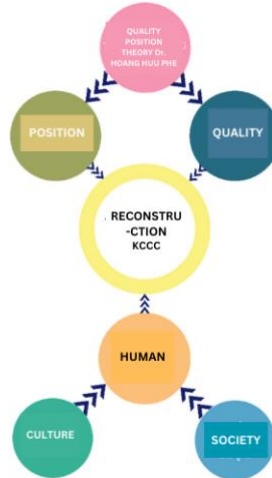 QUALITY
POSITION
THEORY Dr.
HOANG HUU PHE
POSITION
QUALITY
RECONSTRU
-CTION
KCCC
HUMAN
CULTURE
SOCIETY